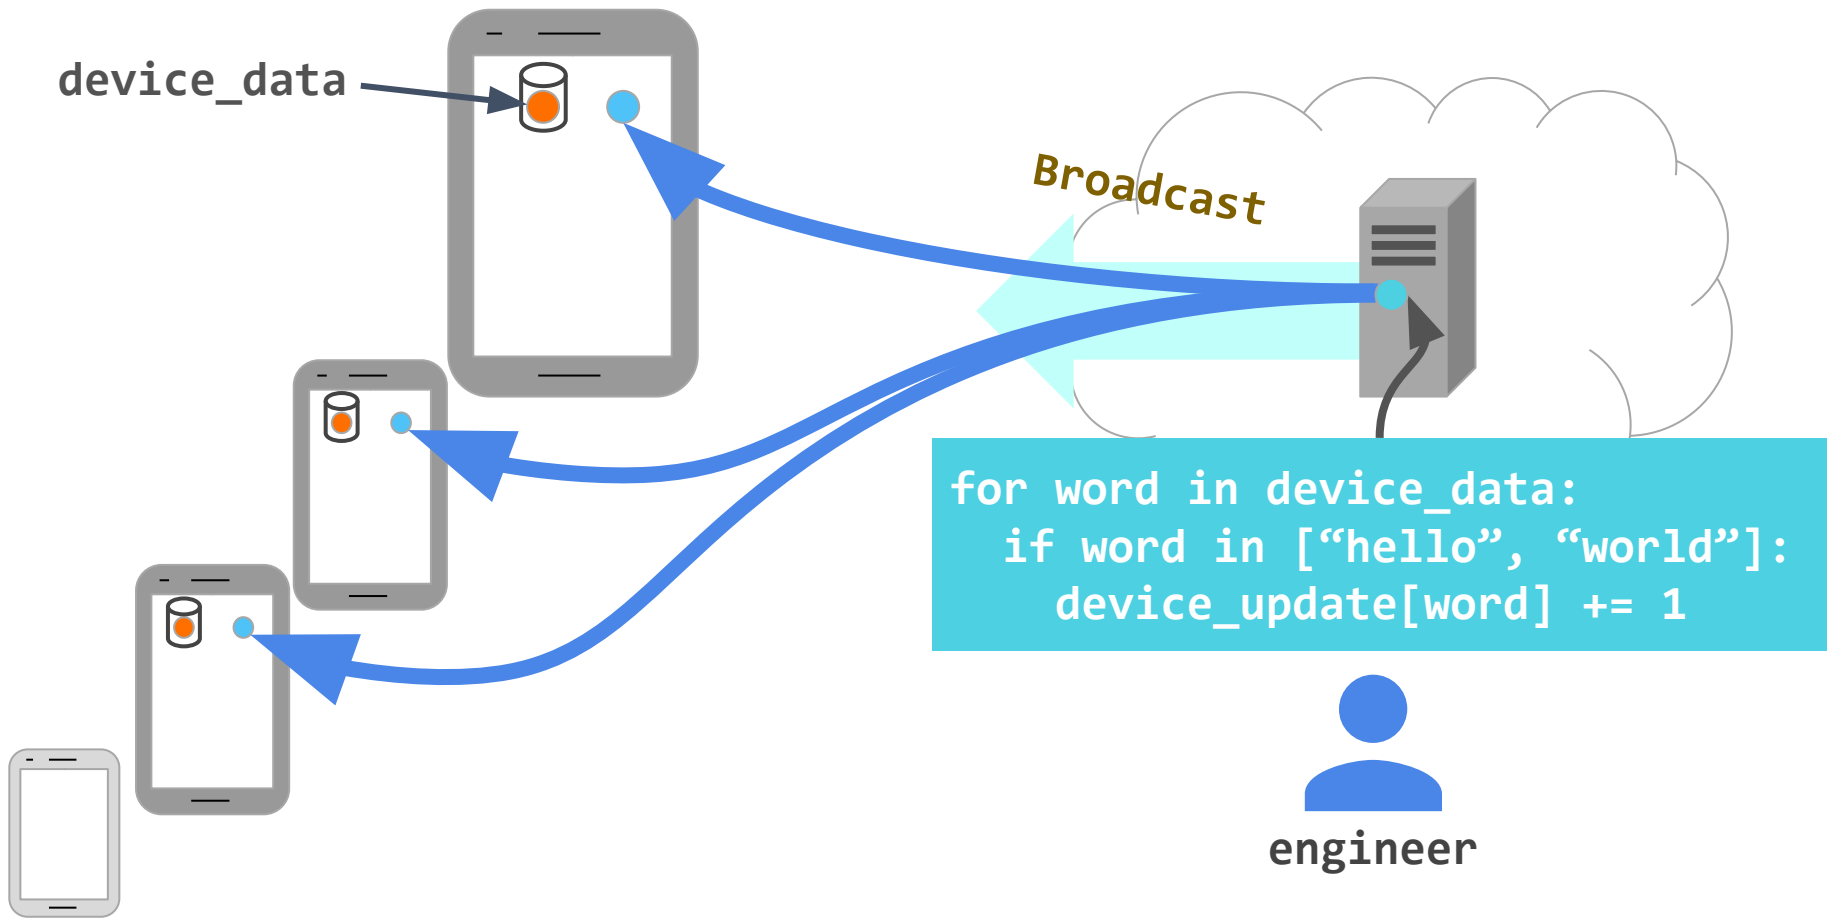 device_data
Broadcast
for word in device_data:
  if word in [“hello”, “world”]:
    device_update[word] += 1
engineer